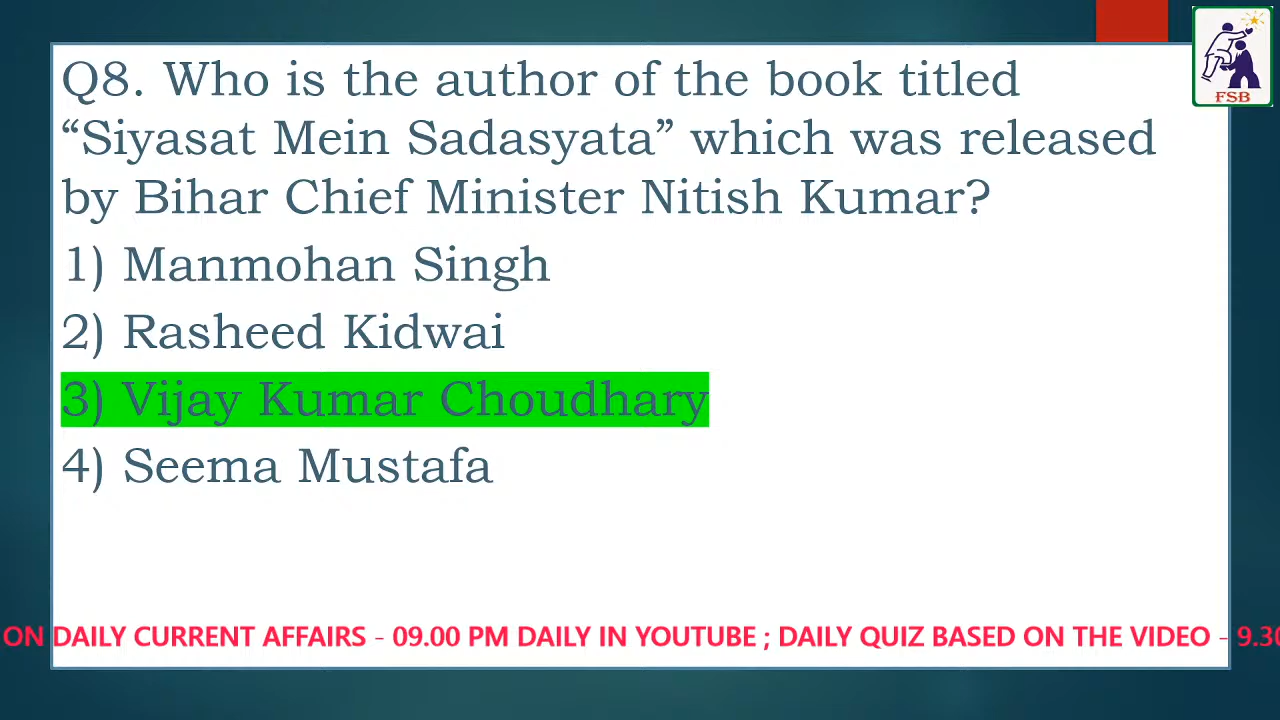 FSB
Q8. Who is the author of the book titled
“Siyasat Mein Sadasyata” which was released
by Bihar Chief Minister Nitish Kumar?
1) Manmohan Singh
2) Rasheed Kidwai
3) Vijay Kumar Choudhary
4) Seema Mustafa
ON DAILY CURRENT AFFAIRS - 09.00 PM DAILY IN YOUTUBE ; DAILY QUIZ BASED ON THE VIDEO - 9.30